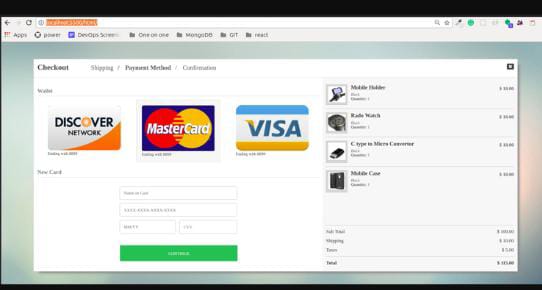 localhost:5500/html/
Apps
power
DevOps Screeni
One on one
MongoDB
GIT
react
Checkout
Shipping / Payment Method / Confirmation
Wallet
DISCOVER
NETWORK
MasterCard
VISA
Ending with 8899
Ending with 8899
Ending with 8899
New Card
Name on Card
XXXX-XXXX-XXXX-XXXX
MM/YY
CVV
CONTINUE
Mobile Holder
$ 10.00
Black
Quantity: 1
Rado Watch
$ 10.00
Black
Quantity: 1
C type to Micro Convertor
$ 10.00
Black
Quantity: 1
Mobile Case
$ 10.00
Black
Quantity: 1
Sub Total
$ 100.00
Shipping
$ 10.00
Taxes
$ 5.00
Total
$ 115.00